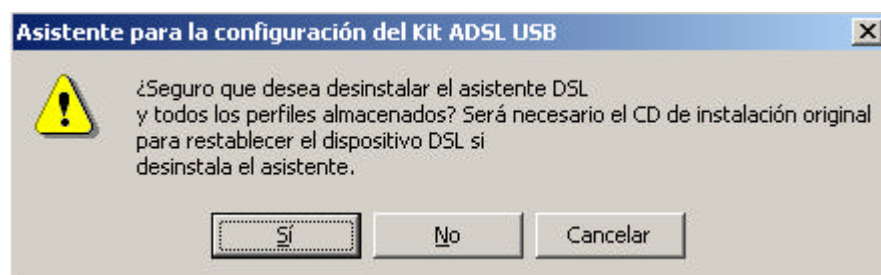 Asistente para la configuración del Kit ADSL USB
¿Seguro que desea desinstalar el asistente DSL
y todos los perfiles almacenados? Será necesario el CD de instalación original
para restablecer el dispositivo DSL si
desinstala el asistente.
Sí No Cancelar